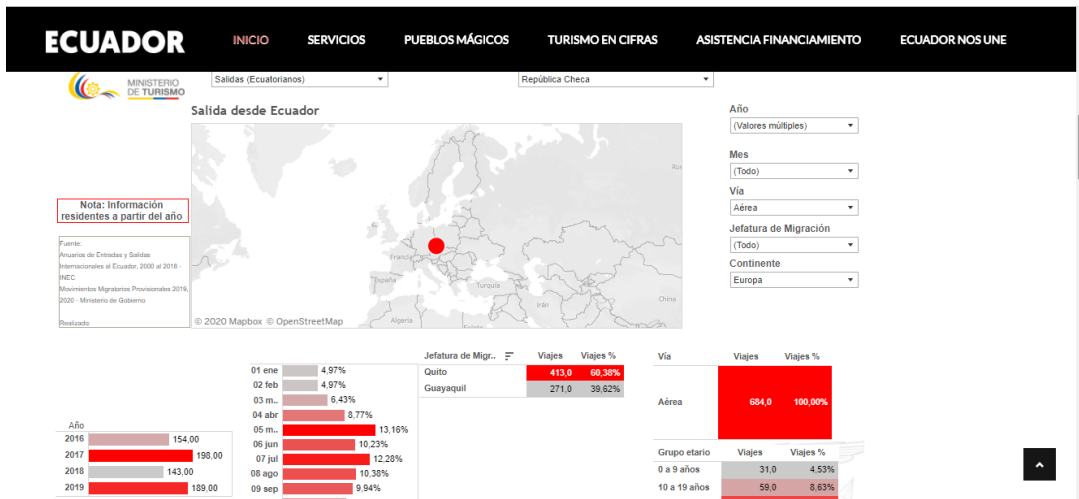 ECUADOR
INICIO
SERVICIOS
PUEBLOS MÁGICOS
TURISMO EN CIFRAS
ASISTENCIA FINANCIAMIENTO
ECUADOR NOS UNE
MINISTERIO
DE TURISMO
Salidas (Ecuatorianos)
República Checa
Salida desde Ecuador
Francia
España
Turquía
Irán
China
Argelia
© 2020 Mapbox © OpenStreetMap
Nota: Información
residentes a partir del año
Fuente:
Anuarios de Entradas y Salidas
Internacionales al Ecuador, 2000 al 2018 -
INEC
Movimientos Migratorios Provisionales 2019,
2020 - Ministerio de Gobierno
Realizado
Año
(Valores múltiples)
Mes
(Todo)
Vía
Aérea
Jefatura de Migración
(Todo)
Continente
Europa
Año
2016 154,00
2017 198,00
2018 143,00
2019 189,00
01 ene 4,97%
02 feb 4,97%
03 m.. 6,43%
04 abr 8,77%
05 m.. 13,16%
06 jun 10,23%
07 jul 12,28%
08 ago 10,38%
09 sep 9,94%
Jefatura de Migr.. Viajes Viajes %
Quito 413,0 60,38%
Guayaquil 271,0 39,62%
Vía Viajes Viajes %
Aérea 684,0 100,00%
Grupo etario Viajes Viajes %
0 a 9 años 31,0 4,53%
10 a 19 años 59,0 8,63%